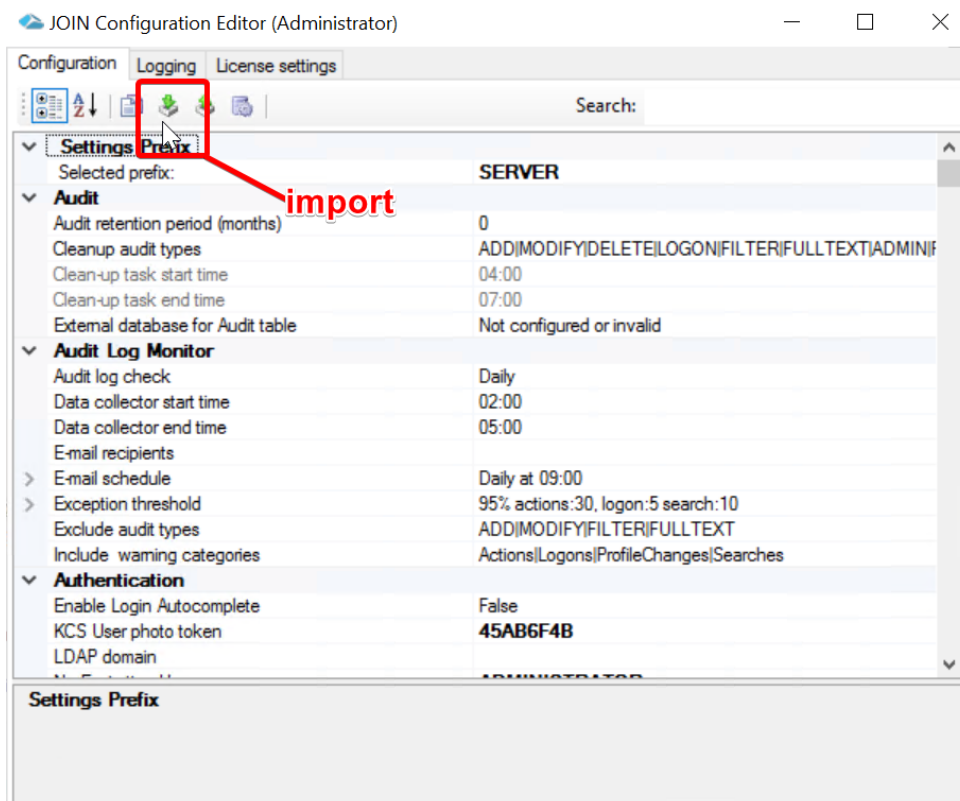 JOIN Configuration Editor (Administrator)
Configuration Logging License settings
Search:
Settings Prefix
Selected prefix: SERVER
import
Audit
Audit retention period (months) 0
Cleanup audit types ADD|MODIFY|DELETE|LOGON|FILTER|FULLTEXT|ADMIN|
Clean-up task start time 04:00
Clean-up task end time 07:00
External database for Audit table Not configured or invalid
Audit Log Monitor
Audit log check Daily
Data collector start time 02:00
Data collector end time 05:00
E-mail recipients
E-mail schedule Daily at 09:00
Exception threshold 95% actions:30, logon:5 search:10
Exclude audit types ADD|MODIFY|FILTER|FULLTEXT
Include warning categories Actions|Logons|ProfileChanges|Searches
Authentication
Enable Login Autocomplete False
KCS User photo token 45AB6F4B
LDAP domain
ADMINISTRATOR
Settings Prefix